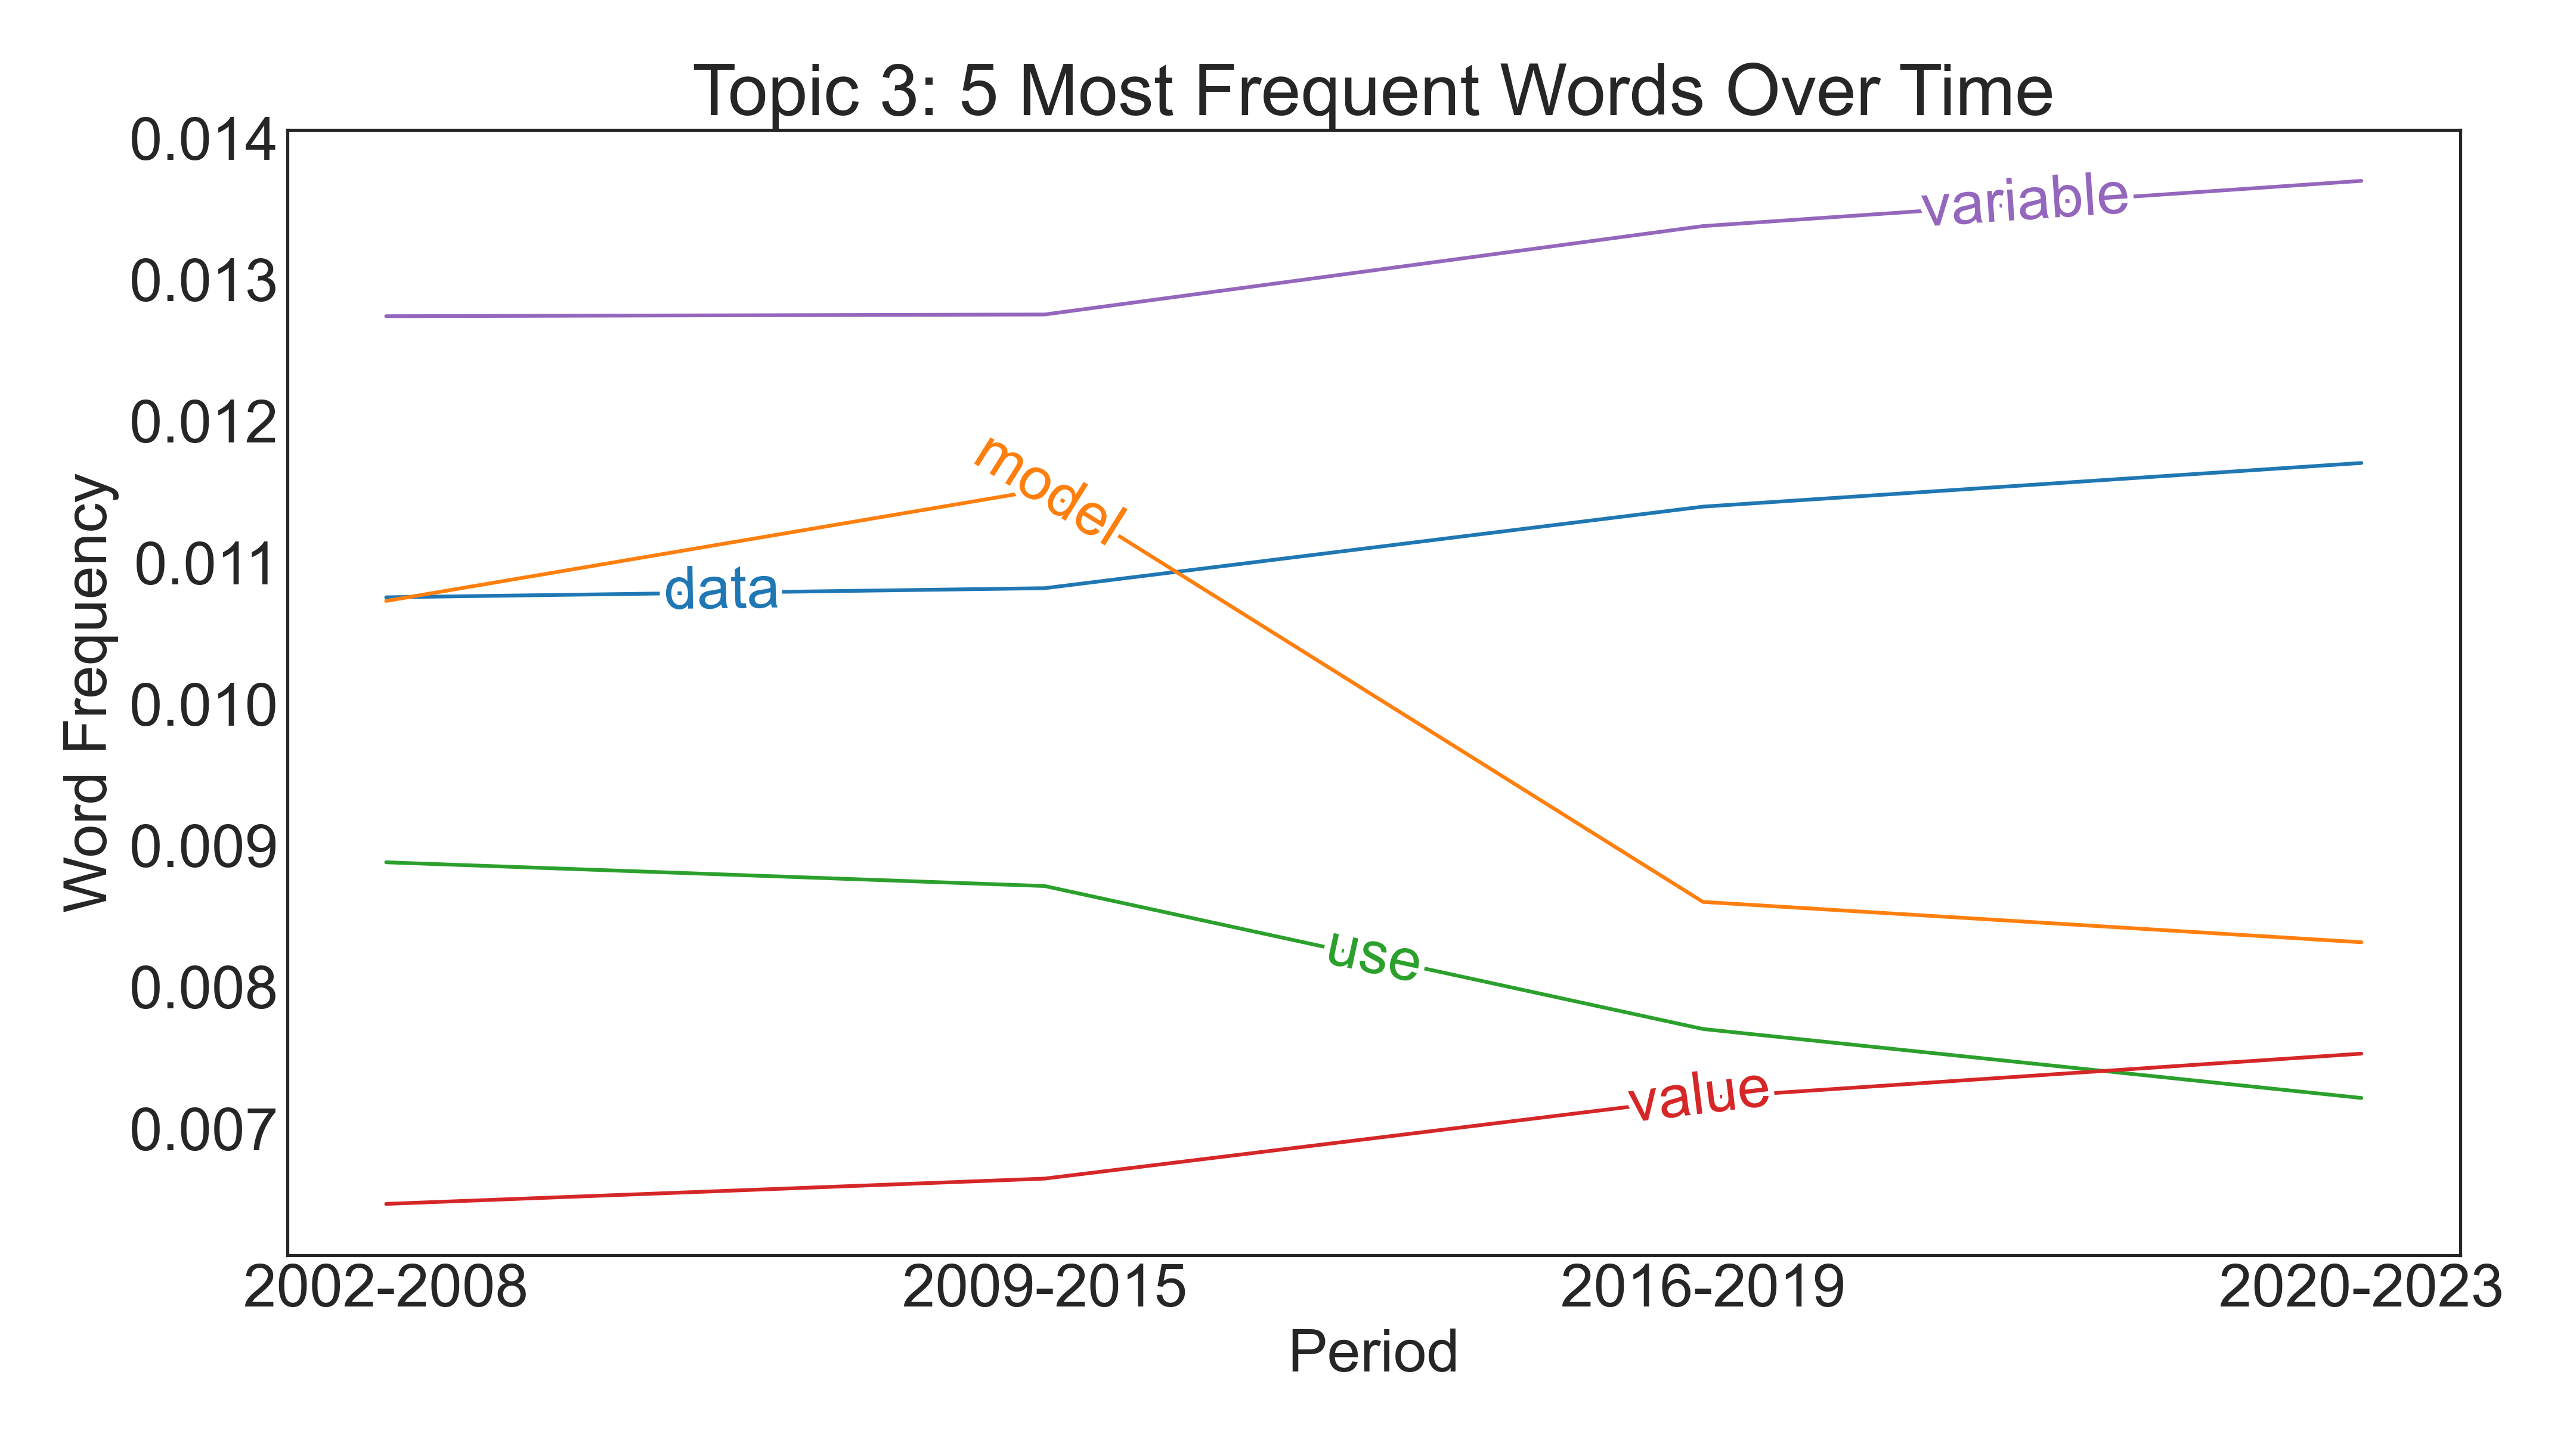 Topic 3: 5 Most Frequent Words Over Time
0.014
0.013
0.012
0.011
0.010
0.009
0.008
0.007
Word Frequency
variable
model
data
use
value
2002-2008
2009-2015
2016-2019
2020-2023
Period